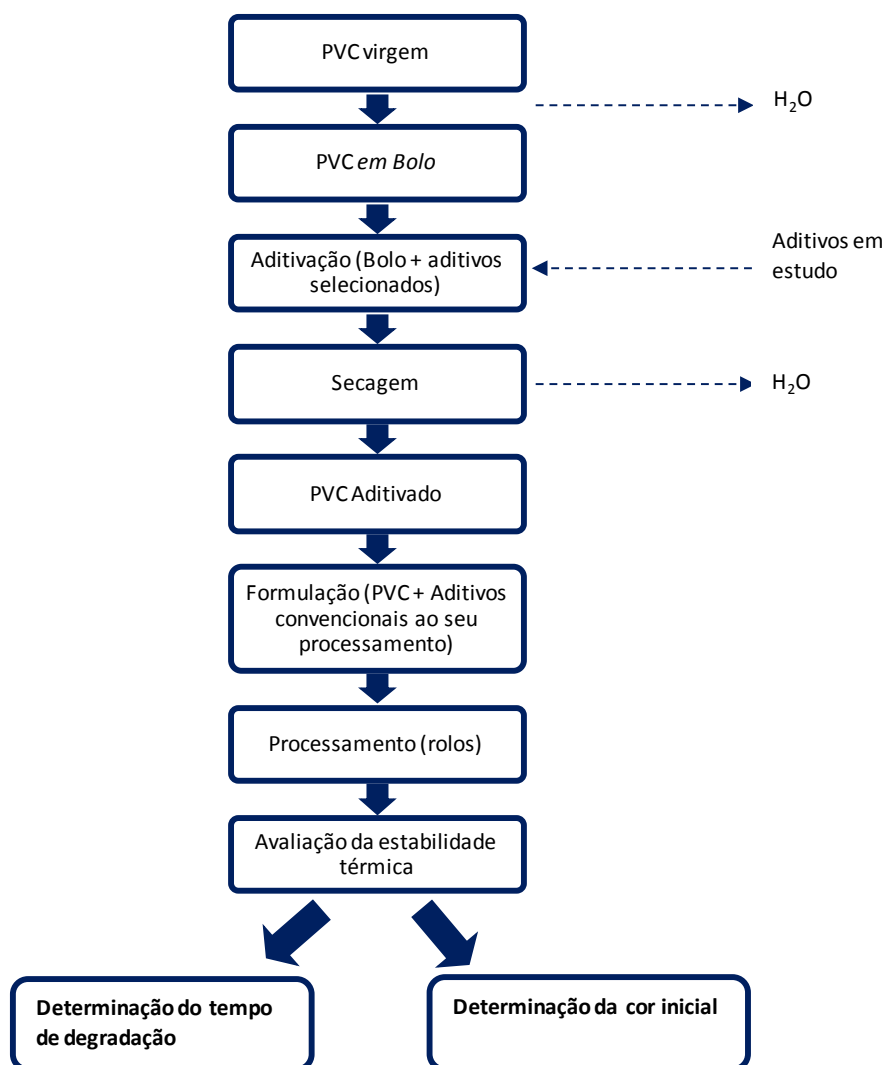 PVC virgem
H₂O
PVC em Bolo
Aditivação (Bolo + aditivos
selecionados)
Aditivos em
estudo
Secagem
H₂O
PVC Aditivado
Formulação (PVC + Aditivos
convencionais ao seu
processamento)
Processamento (rolos)
Avaliação da estabilidade
térmica
Determinação do tempo
de degradação
Determinação da cor inicial